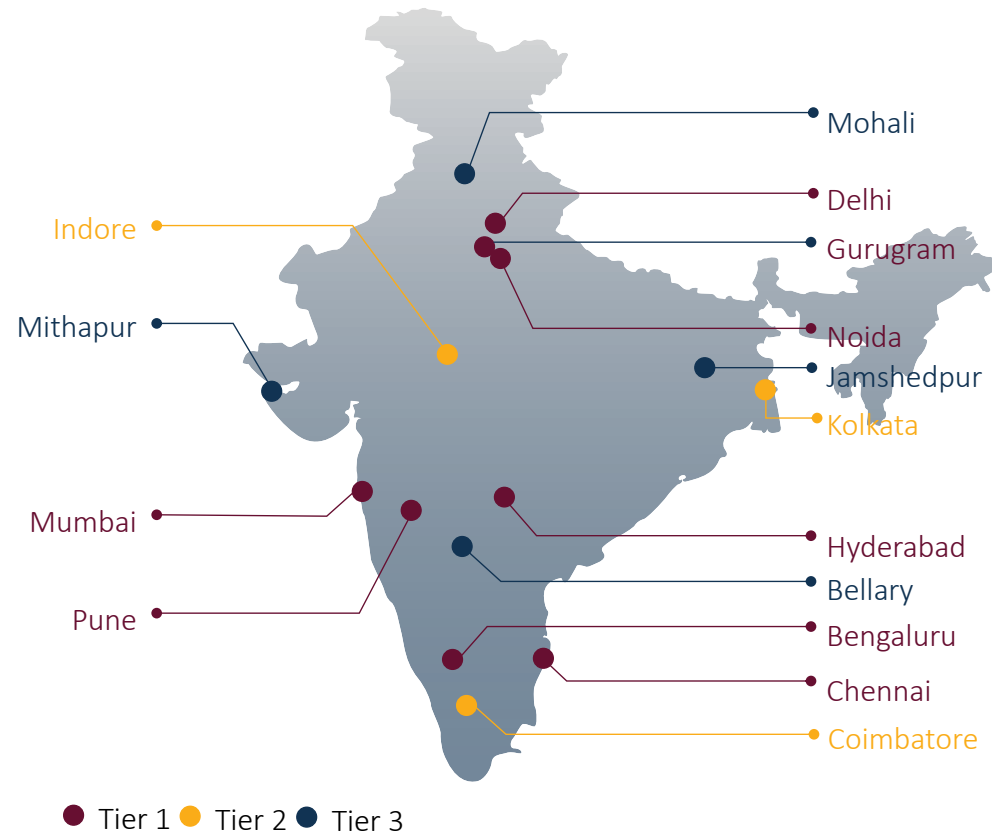 Mohali
Delhi
Indore
Gurugram
Mithapur
Noida
Jamshedpur
Kolkata
Mumbai
Hyderabad
Bellary
Pune
Bengaluru
Chennai
Coimbatore
Tier 1 Tier 2 Tier 3